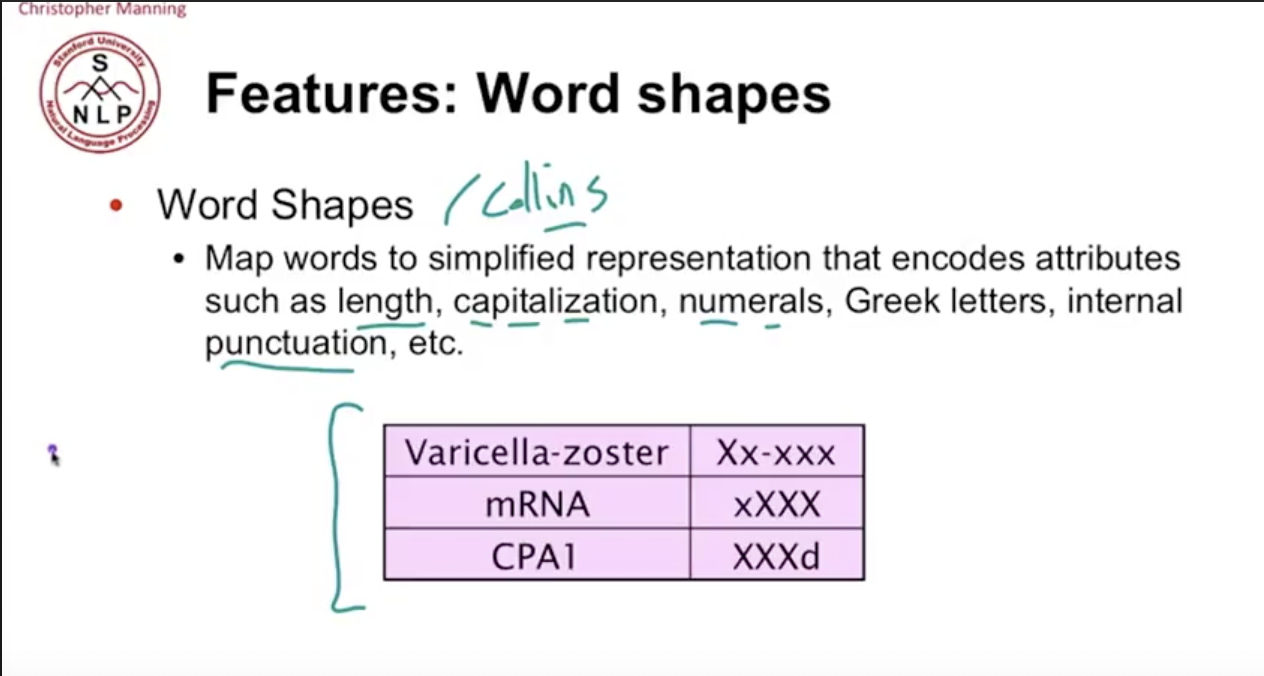 Christopher Manning
Stanford University
S
NLP
Natural Language Processing
Features: Word shapes
• Word Shapes / Collins
• Map words to simplified representation that encodes attributes
such as length, capitalization, numerals, Greek letters, internal
punctuation, etc.
Varicella-zoster Xx-xxx
mRNA xXXX
CPA1 XXXd